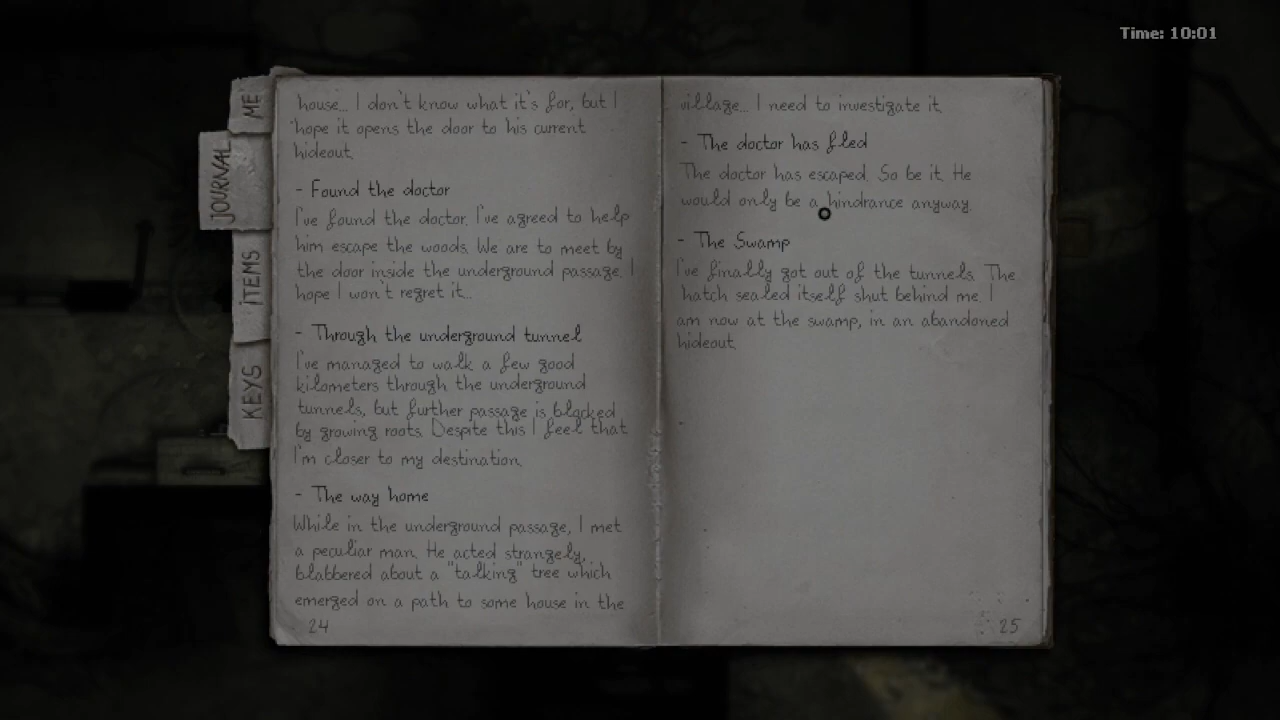 Time: 10:01
ME
JOURNAL
ITEMS
KEYS
house... I don't know what it's for, but I
hope it opens the door to his current
hideout.
- Found the doctor
I've found the doctor. I've agreed to help
him escape the woods. We are to meet by
the door inside the underground passage. I
hope I won't regret it...
- Through the underground tunnel
I've managed to walk a few good
kilometers through the underground
tunnels, but further passage is blocked
by growing roots. Despite this I feel that
I'm closer to my destination.
- The way home
While in the underground passage, I met
a peculiar man. He acted strangely,
blabbered about a "talking" tree which
emerged on a path to some house in the
24
village... I need to investigate it.
- The doctor has fled
The doctor has escaped. So be it. He
would only be a hindrance anyway.
- The Swamp
I've finally got out of the tunnels. The
hatch sealed itself shut behind me. I
am now at the swamp, in an abandoned
hideout.
25